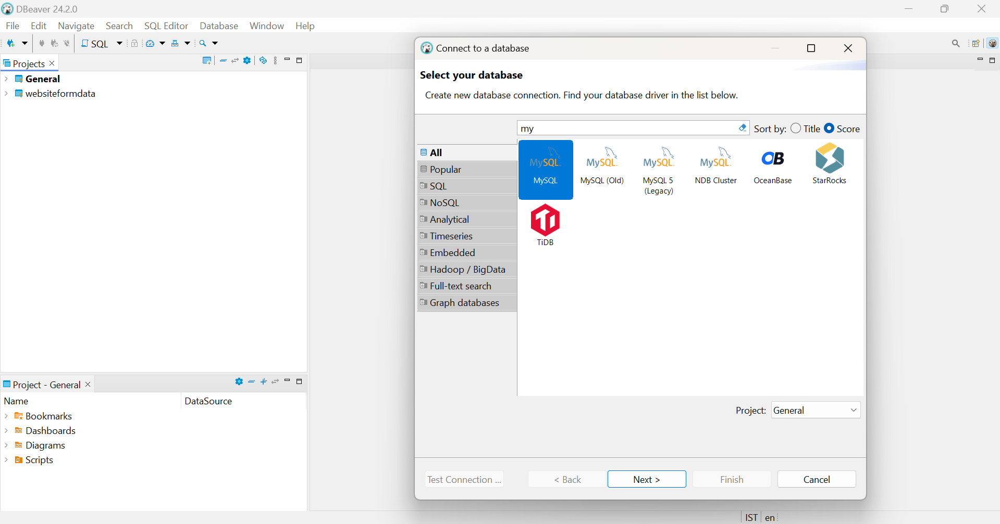 DBeaver 24.2.0
File Edit Navigate Search SQL Editor Database Window Help
SQL
Projects
General
websiteformdata
Project - General
Name DataSource
Bookmarks
Dashboards
Diagrams
Scripts
Connect to a database
Select your database
Create new database connection. Find your database driver in the list below.
my
Sort by: Title Score
All
Popular
SQL
NoSQL
Analytical
Timeseries
Embedded
Hadoop / BigData
Full-text search
Graph databases
MySQL MySQL MySQL MySQL OB
MySQL MySQL (Old) MySQL 5 NDB Cluster OceanBase StarRocks
(Legacy)
TiDB
Project: General
Test Connection ... < Back Next > Finish Cancel
IST en